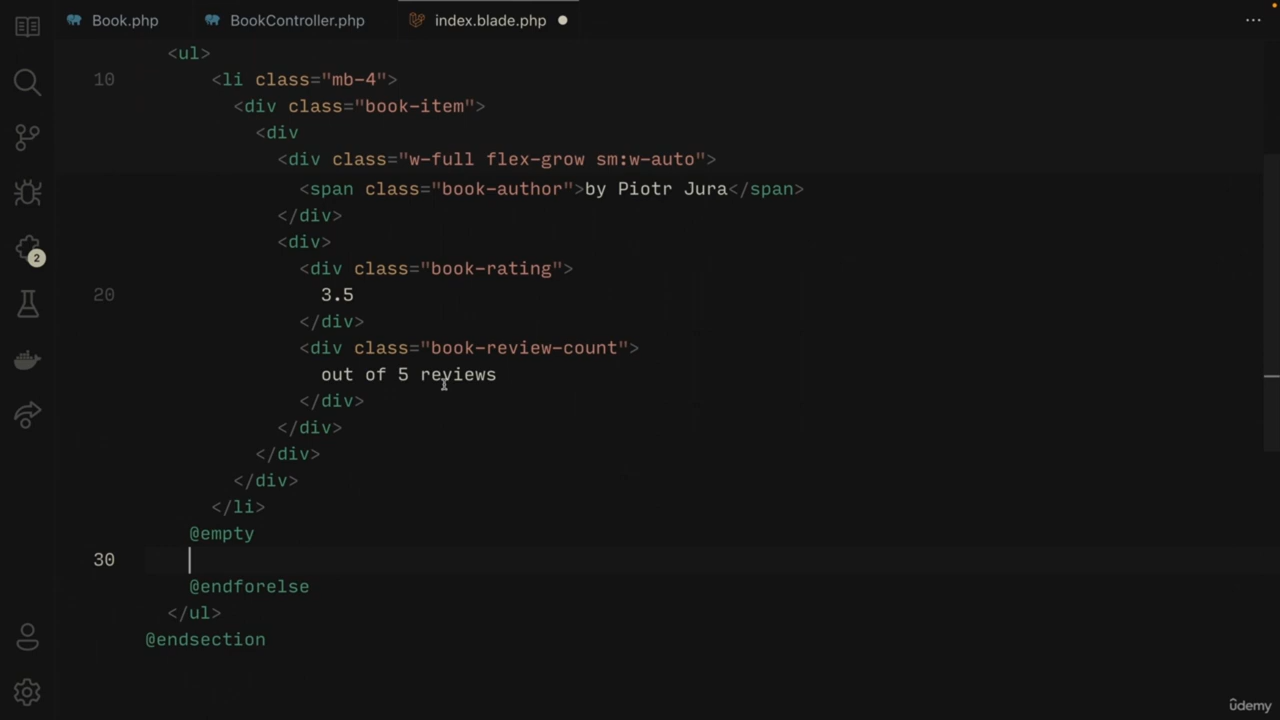 Book.php BookController.php index.blade.php ...
<ul>
10 <li class="mb-4">
<div class="book-item">
<div
<div class="w-full flex-grow sm:w-auto">
<span class="book-author">by Piotr Jura</span>
</div>
<div>
<div class="book-rating">
20 3.5
</div>
<div class="book-review-count">
out of 5 reviews
</div>
</div>
</div>
</div>
</li>
@empty
30
@endforelse
</ul>
@endsection
2
ûdemy